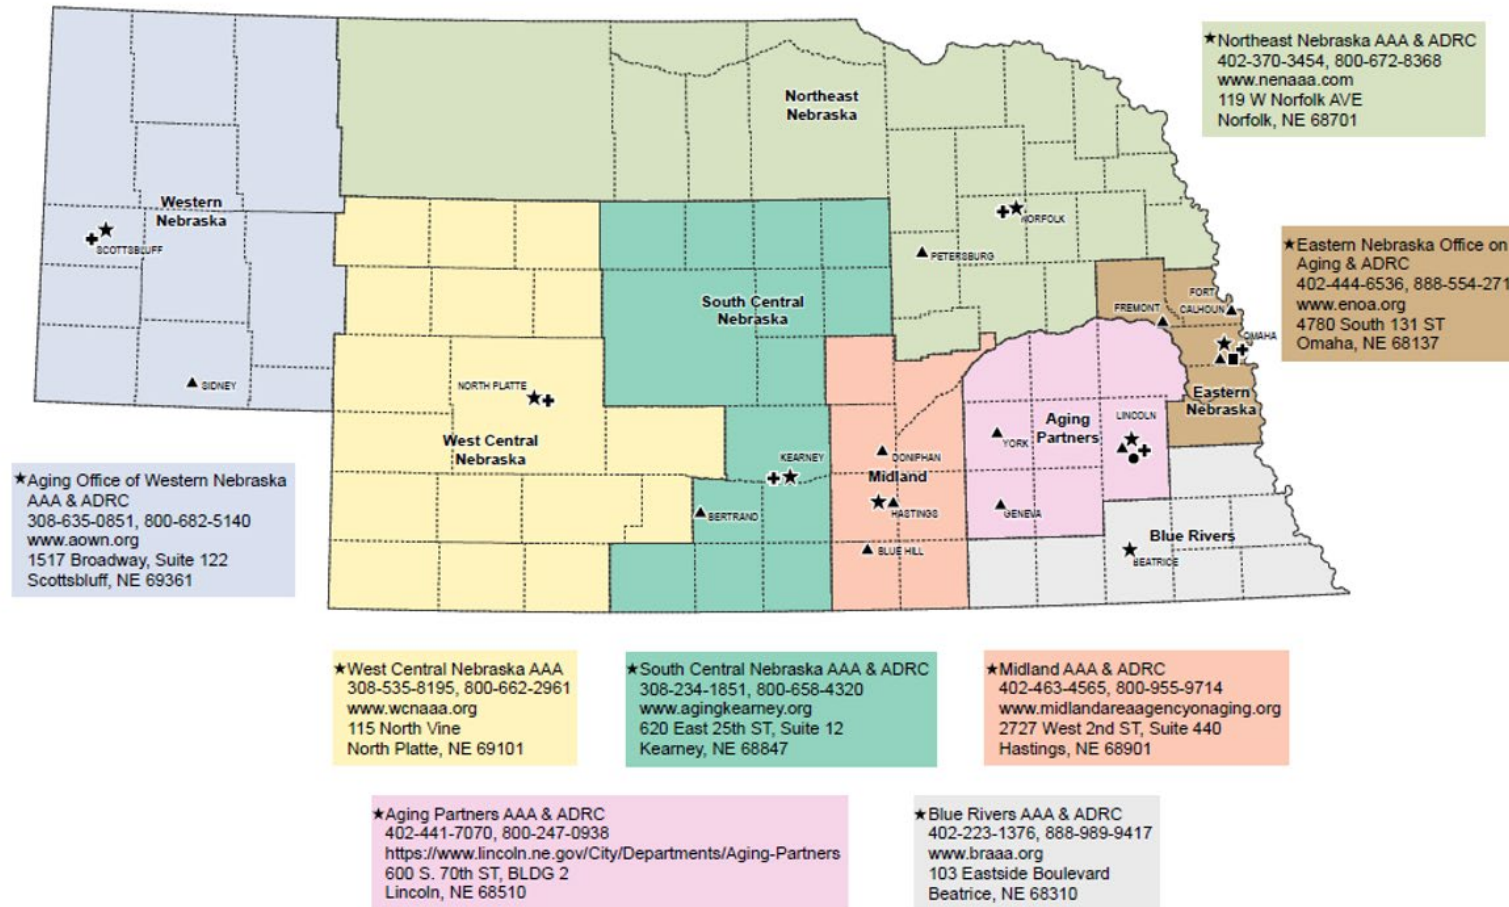 Northeast
Nebraska
★Northeast Nebraska AAA & ADRC
402-370-3454, 800-672-8368
www.nenaaa.com
119 W Norfolk AVE
Norfolk, NE 68701
Western
Nebraska
SCOTTSBLUFF
NORFOLK
PETERSBURG
★Eastern Nebraska Office on
Aging & ADRC
402-444-6536, 888-554-271
www.enoa.org
4780 South 131 ST
Omaha, NE 68137
South Central
Nebraska
FREMONT
FORT
CALHOUN
OMAHA
SIDNEY
NORTH PLATTE
Eastern
Nebraska
West Central
Nebraska
Aging
Partners
LINCOLN
YORK
KEARNEY
DONIPHAN
Midland
HASTINGS
BERTRAND
GENEVA
BLUE HILL
Blue Rivers
BEATRICE
★Aging Office of Western Nebraska
AAA & ADRC
308-635-0851, 800-682-5140
www.aown.org
1517 Broadway, Suite 122
Scottsbluff, NE 69361
★West Central Nebraska AAA
308-535-8195, 800-662-2961
www.wcnaaa.org
115 North Vine
North Platte, NE 69101
★South Central Nebraska AAA & ADRC
308-234-1851, 800-658-4320
www.agingkearney.org
620 East 25th ST, Suite 12
Kearney, NE 68847
★Midland AAA & ADRC
402-463-4565, 800-955-9714
www.midlandareaagencyonaging.org
2727 West 2nd ST, Suite 440
Hastings, NE 68901
★Aging Partners AAA & ADRC
402-441-7070, 800-247-0938
https://www.lincoln.ne.gov/City/Departments/Aging-Partners
600 S. 70th ST, BLDG 2
Lincoln, NE 68510
★Blue Rivers AAA & ADRC
402-223-1376, 888-989-9417
www.braaa.org
103 Eastside Boulevard
Beatrice, NE 68310